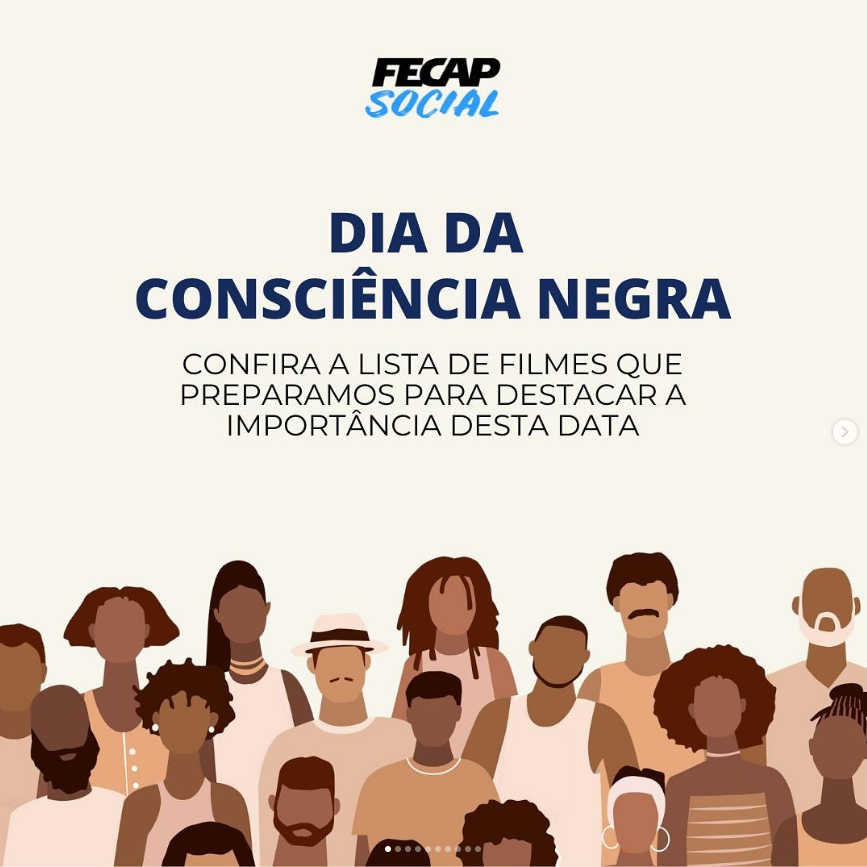 FECAP
SOCIAL
DIA DA
CONSCIÊNCIA NEGRA
CONFIRA A LISTA DE FILMES QUE
PREPARAMOS PARA DESTACAR A
IMPORTÂNCIA DESTA DATA